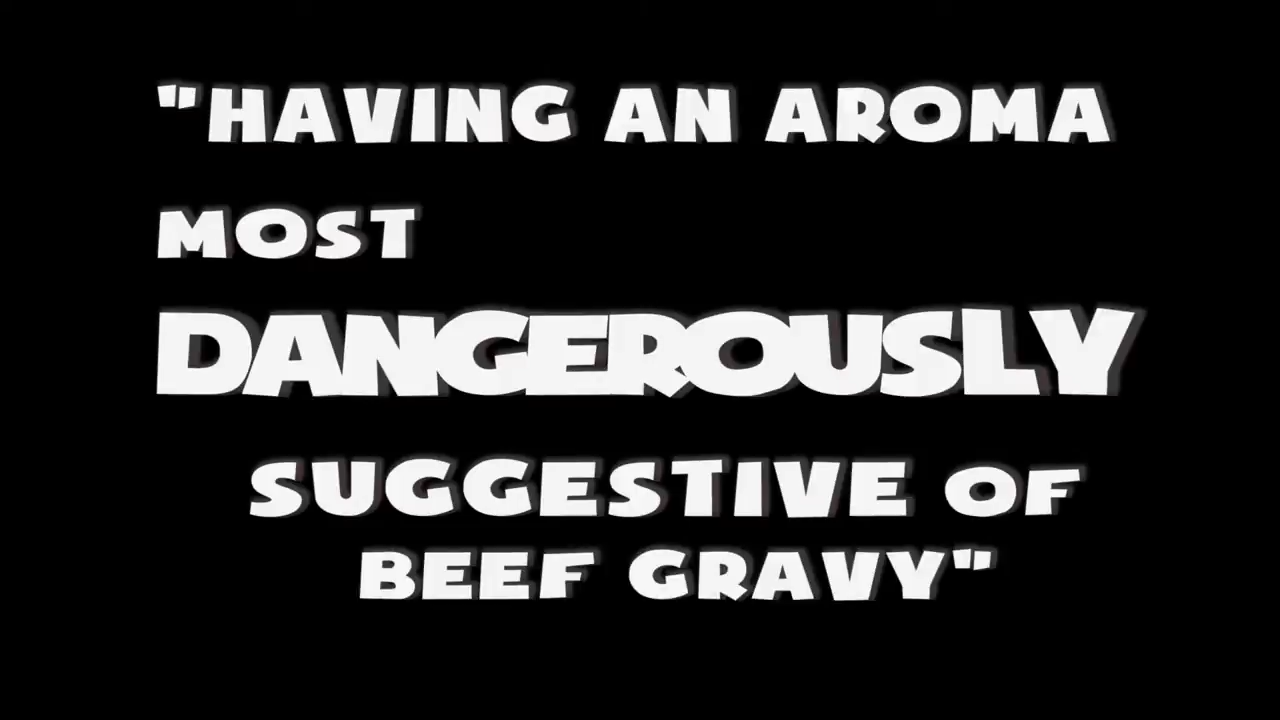 "HAVING AN AROMA
MOST
DANGEROUSLY
SUGGESTIVE OF
BEEF GRAVY"